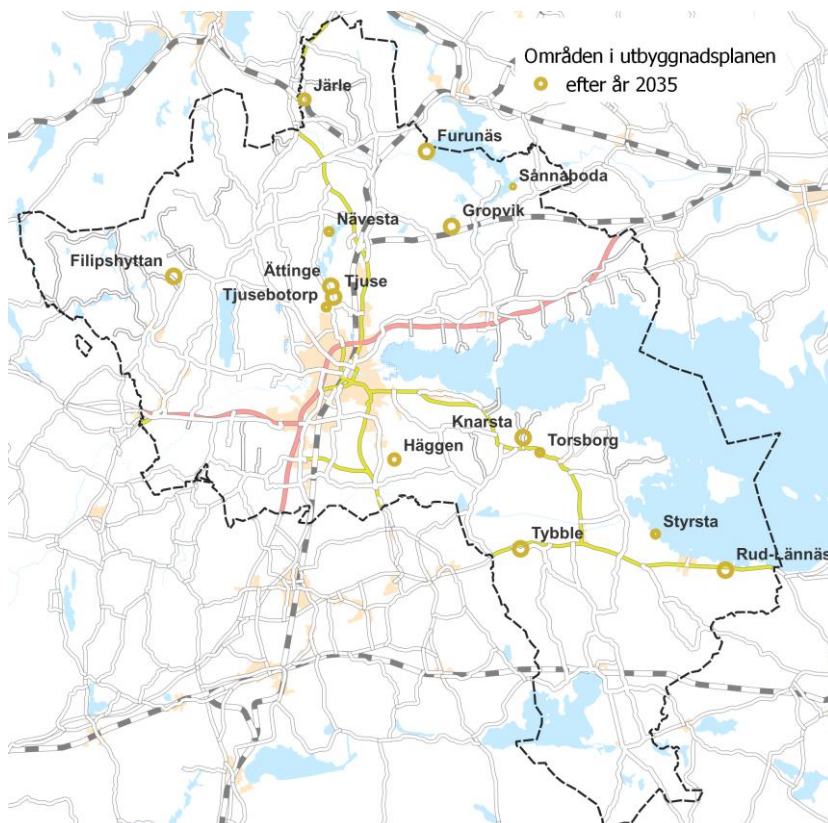 Områden i utbyggnadsplanen
efter år 2035
Järle
Furunäs
Sånnaboda
Nävesta
Gropvik
Filipshyttan
Ättinge
Tjuse
Tjusebotorp
Knarsta
Torsborg
Häggen
Styrsta
Tybble
Rud-Lännäs